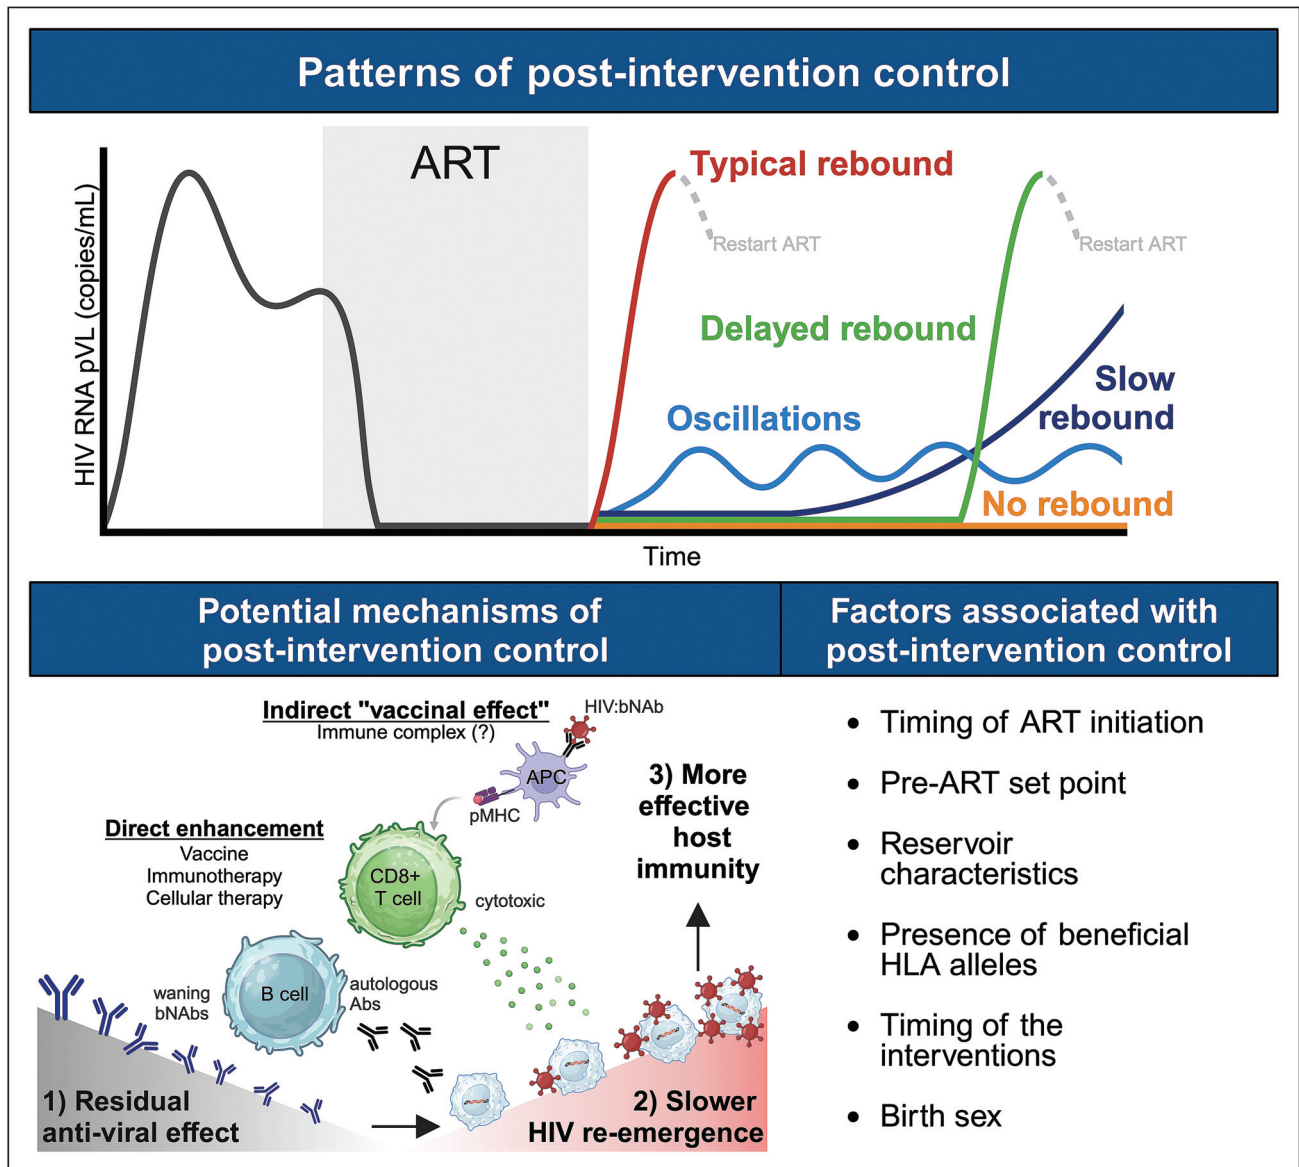 Patterns of post-intervention control
HIV RNA pVL (copies/mL)
ART
Typical rebound
Restart ART
Restart ART
Delayed rebound
Slow
rebound
Oscillations
No rebound
Time
Potential mechanisms of
post-intervention control
Indirect "vaccinal effect"
Immune complex (?)
HIV:bNAb
APC
pMHC
Direct enhancement
Vaccine
Immunotherapy
Cellular therapy
CD8+
T cell
cytotoxic
3) More
effective
host
immunity
waning
bNAbs
B cell
autologous
Abs
1) Residual
anti-viral effect
2) Slower
HIV re-emergence
Factors associated with
post-intervention control
• Timing of ART initiation
• Pre-ART set point
• Reservoir
characteristics
• Presence of beneficial
HLA alleles
• Timing of the
interventions
• Birth sex